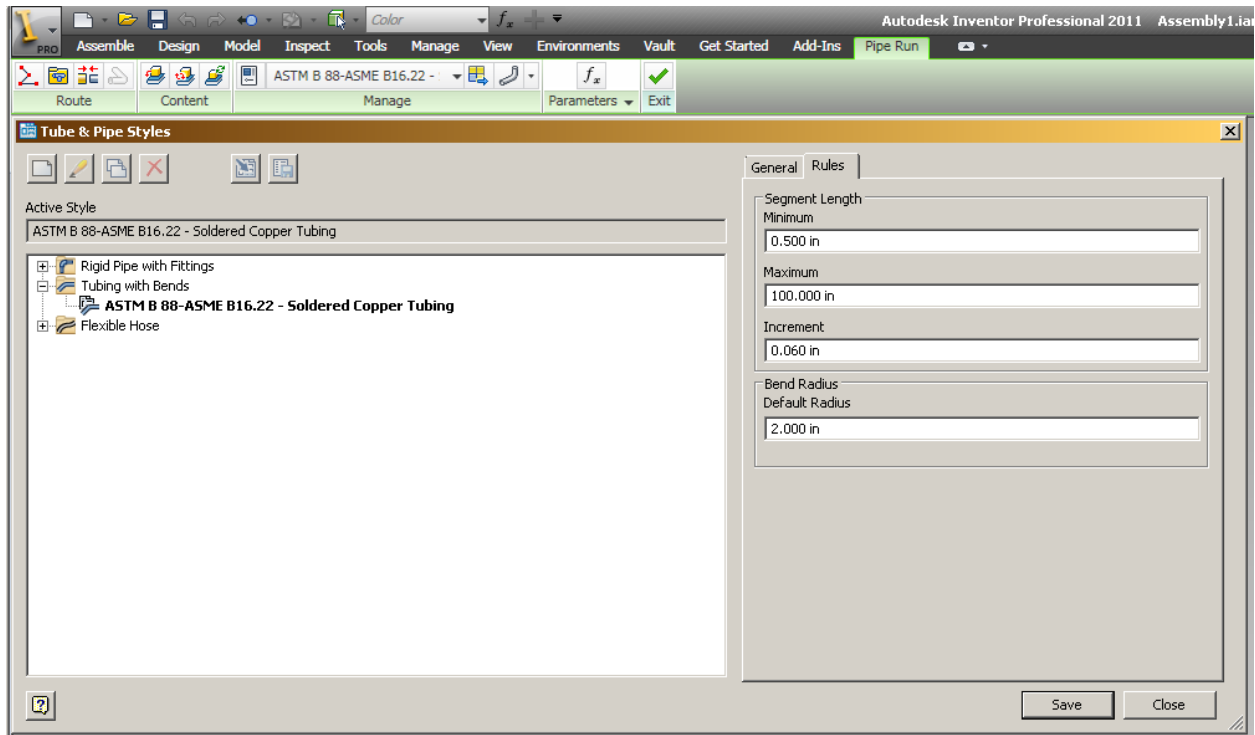 Color
fx
Autodesk Inventor Professional 2011 Assembly1.iam
PRO
Assemble Design Model Inspect Tools Manage View Environments Vault Get Started Add-Ins Pipe Run
ASTM B 88-ASME B16.22 -
fx
Route Content Manage Parameters Exit
Tube & Pipe Styles
General Rules
Active Style
ASTM B 88-ASME B16.22 - Soldered Copper Tubing
Rigid Pipe with Fittings
Tubing with Bends
ASTM B 88-ASME B16.22 - Soldered Copper Tubing
Flexible Hose
Segment Length
Minimum
0.500 in
Maximum
100.000 in
Increment
0.060 in
Bend Radius
Default Radius
2.000 in
?
Save Close